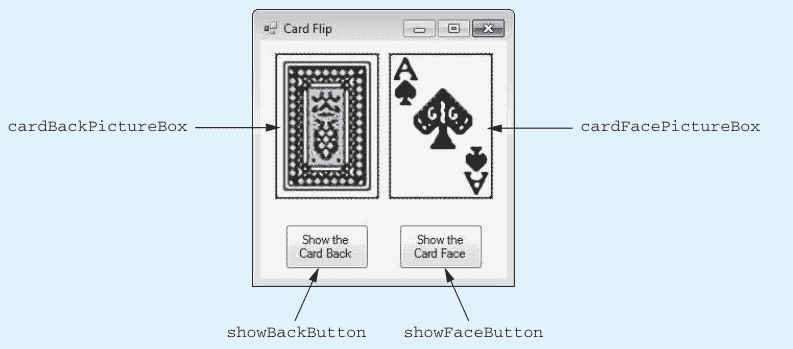 Card Flip
A
cardBackPictureBox
cardFacePictureBox
A
Show the
Card Back
Show the
Card Face
showBackButton
showFaceButton